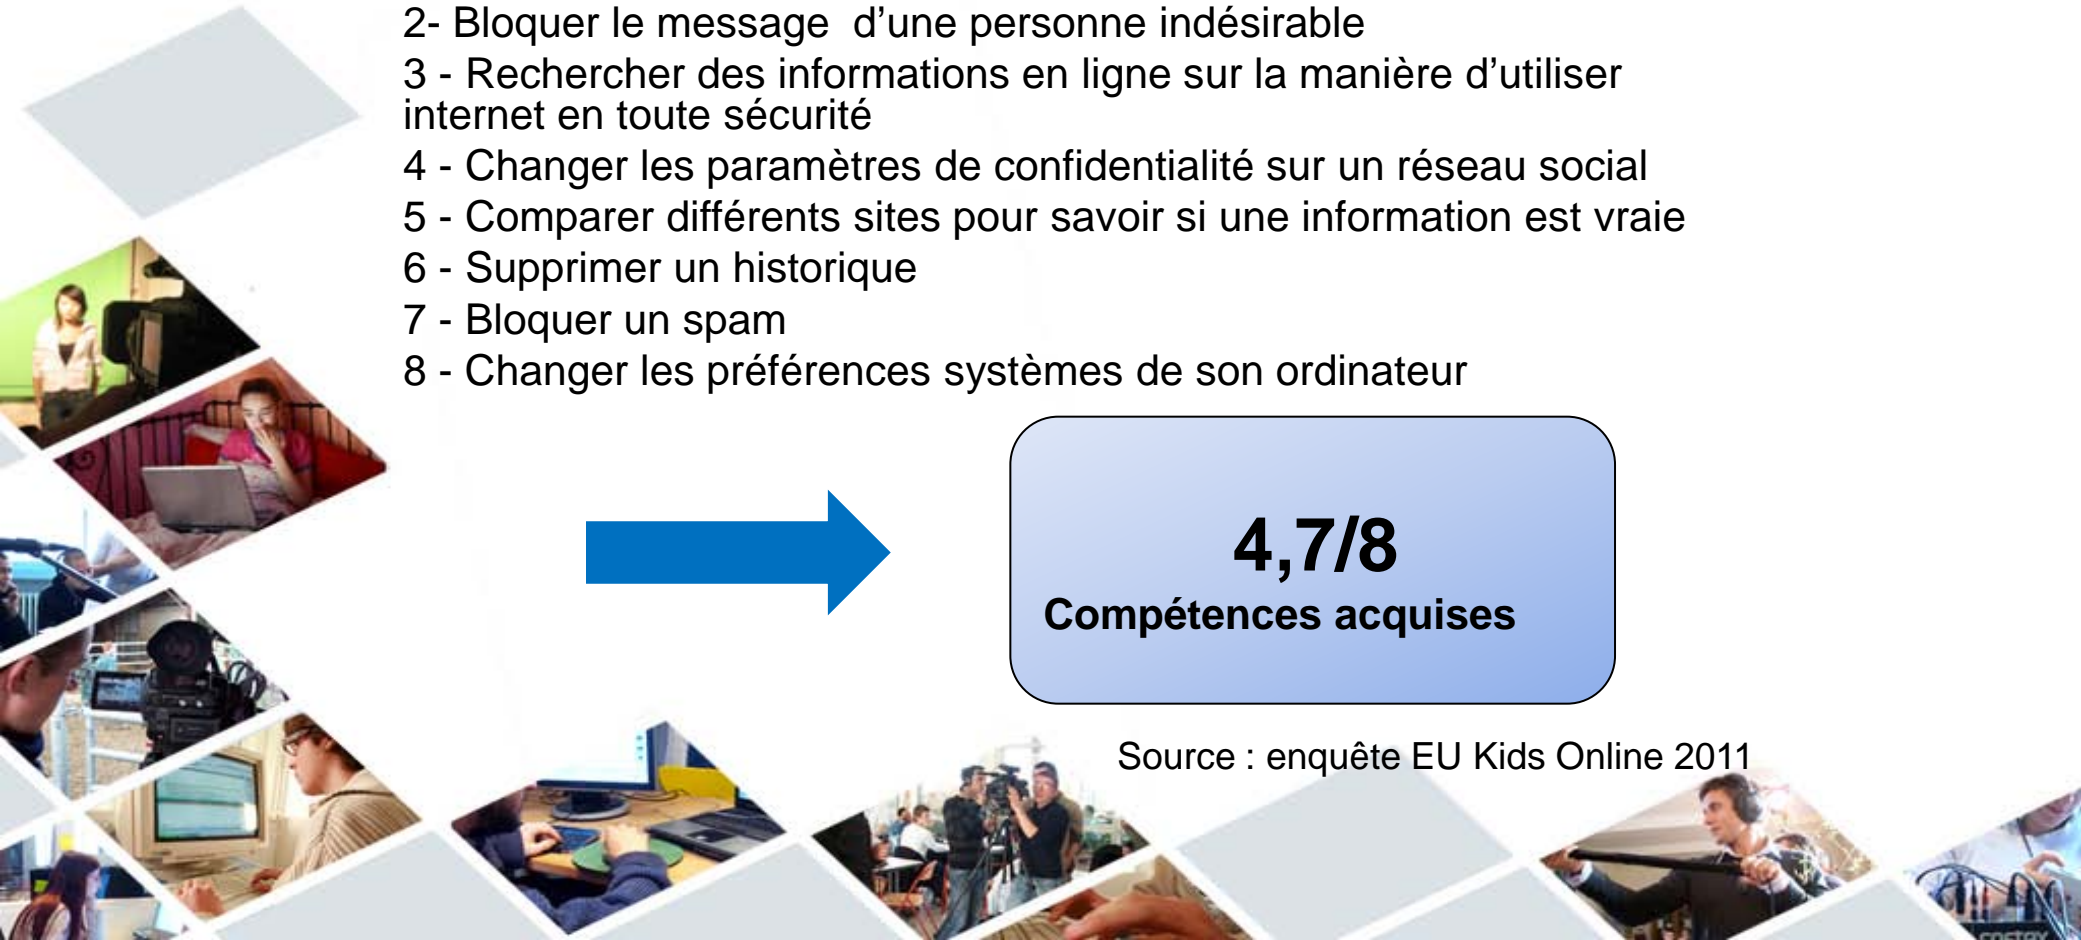 2- Bloquer le message  d’une personne indésirable
3 - Rechercher des informations en ligne sur la manière d’utiliser
internet en toute sécurité
4 - Changer les paramètres de confidentialité sur un réseau social
5 - Comparer différents sites pour savoir si une information est vraie
6 - Supprimer un historique
7 - Bloquer un spam
8 - Changer les préférences systèmes de son ordinateur
4,7/8
Compétences acquises
Source : enquête EU Kids Online 2011